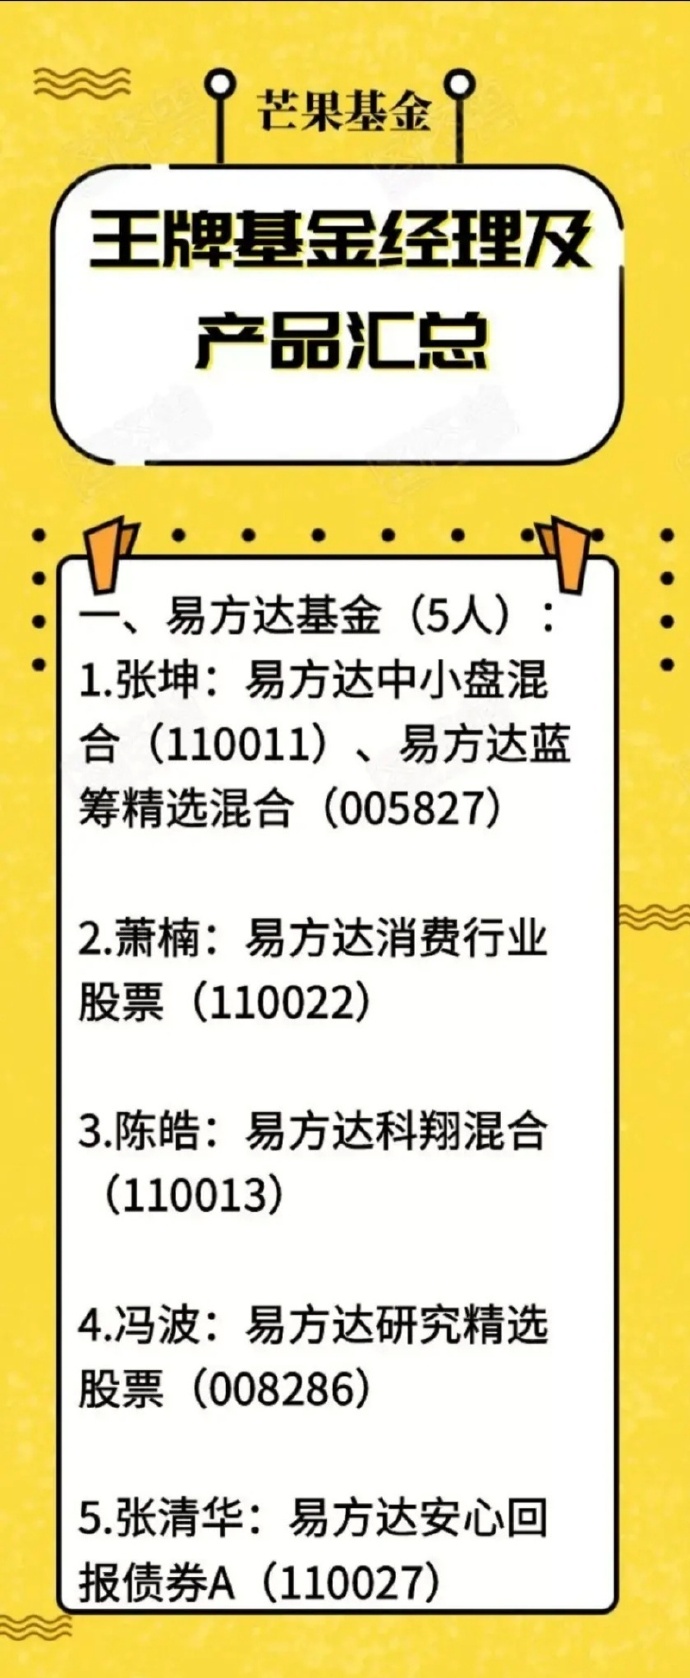 芒果基金
王牌基金经理及
产品汇总
一、易方达基金（5人）：
1.张坤：易方达中小盘混
合（110011）、易方达蓝
筹精选混合（005827）
2.萧楠：易方达消费行业
股票（110022）
3.陈皓：易方达科翔混合
（110013）
4.冯波：易方达研究精选
股票（008286）
5.张清华：易方达安心回
报债券A（110027）